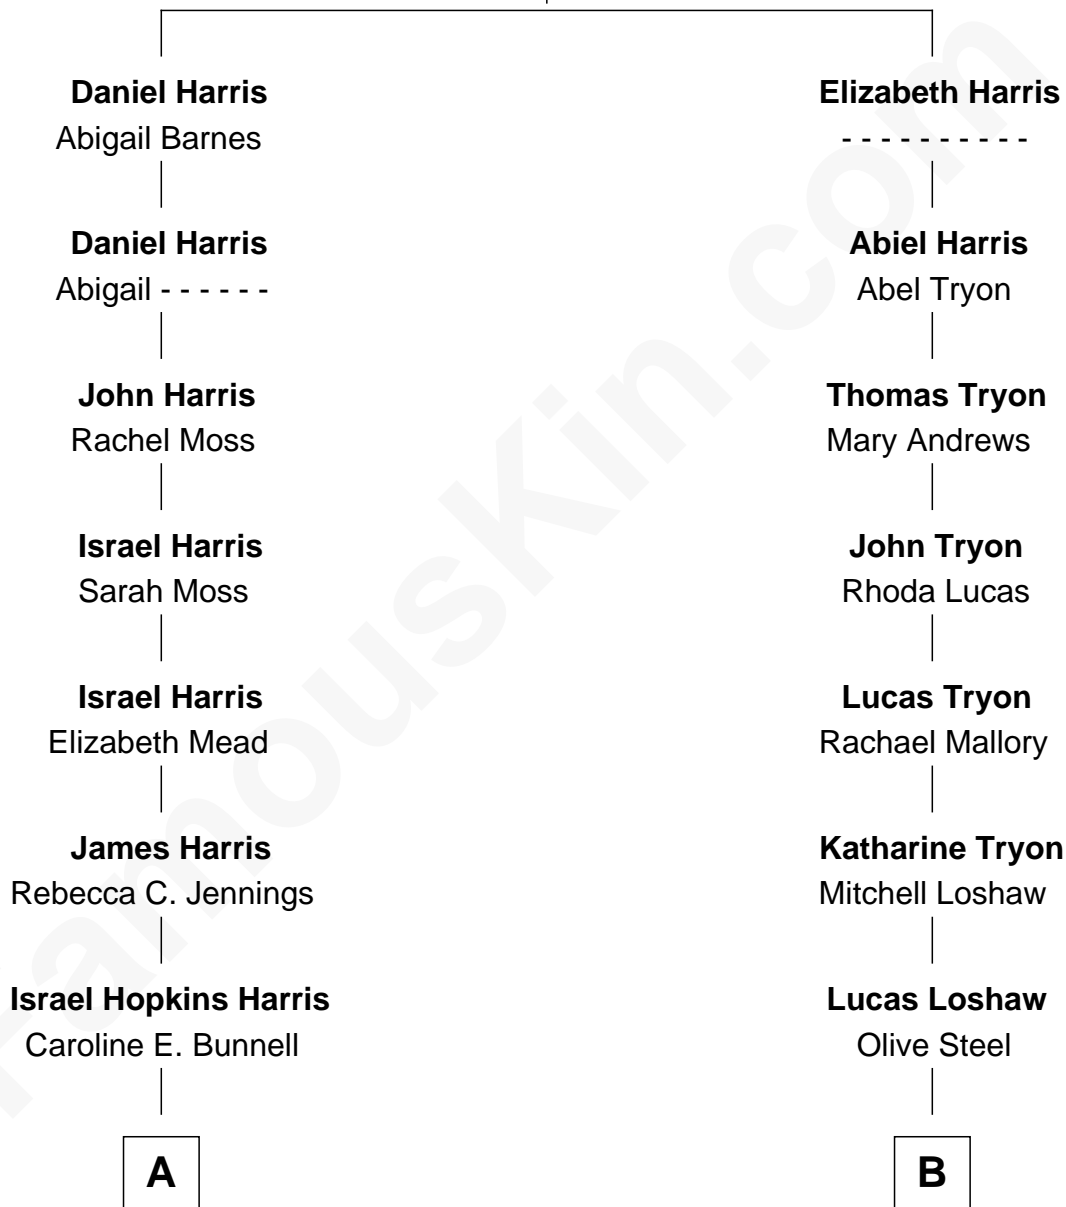 Daniel Harris
Abigail Barnes
Daniel Harris
Abigail - - - - - -
John Harris
Rachel Moss
Israel Harris
Sarah Moss
Israel Harris
Elizabeth Mead
James Harris
Rebecca C. Jennings
Israel Hopkins Harris
Caroline E. Bunnell
A
Elizabeth Harris
- - - - - - - - - -
Abiel Harris
Abel Tryon
Thomas Tryon
Mary Andrews
John Tryon
Rhoda Lucas
Lucas Tryon
Rachael Mallory
Katharine Tryon
Mitchell Loshaw
Lucas Loshaw
Olive Steel
B
FamousKin.com